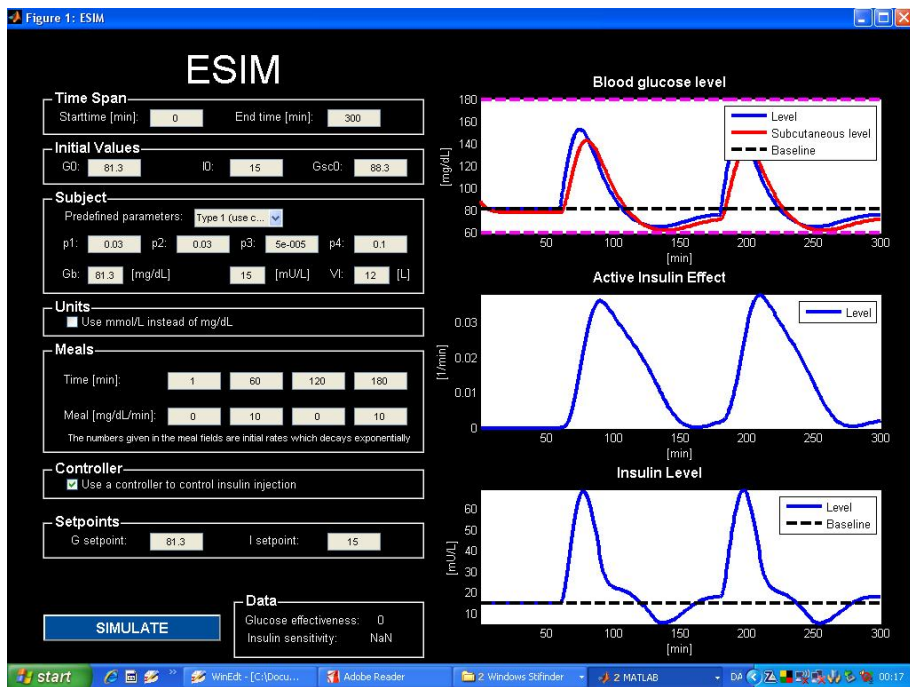 Figure 1: ESIM
ESIM
Time Span
Starttime [min]: 0 End time [min]: 300
Initial Values
G0: 81.3 I0: 15 Gsc0: 88.3
Subject
Predefined parameters: Type 1 (use c...
p1: 0.03 p2: 0.03 p3: 5e-005 p4: 0.1
Gb: 81.3 [mg/dL] 15 [mU/L] VI: 12 [L]
Units
Use mmol/L instead of mg/dL
Meals
Time [min]: 1 60 120 180
Meal [mg/dL/min]: 0 10 0 10
The numbers given in the meal fields are initial rates which decays exponentially
Controller
Use a controller to control insulin injection
Setpoints
G setpoint: 81.3 I setpoint: 15
SIMULATE
Data
Glucose effectiveness: 0
Insulin sensitivity: NaN
Blood glucose level
180
160
140
120
100
80
60
[mg/dL]
Level
Subcutaneous level
Baseline
50 100 150 200 250 300
[min]
Active Insulin Effect
0.03
0.02
0.01
0
[1/min]
Level
50 100 150 200 250 300
[min]
Insulin Level
60
50
40
30
20
10
[mU/L]
Level
Baseline
50 100 150 200 250 300
[min]
start WinEdt - [C:\Docu... Adobe Reader 2 Windows Stifinder 2 MATLAB DA 00:17